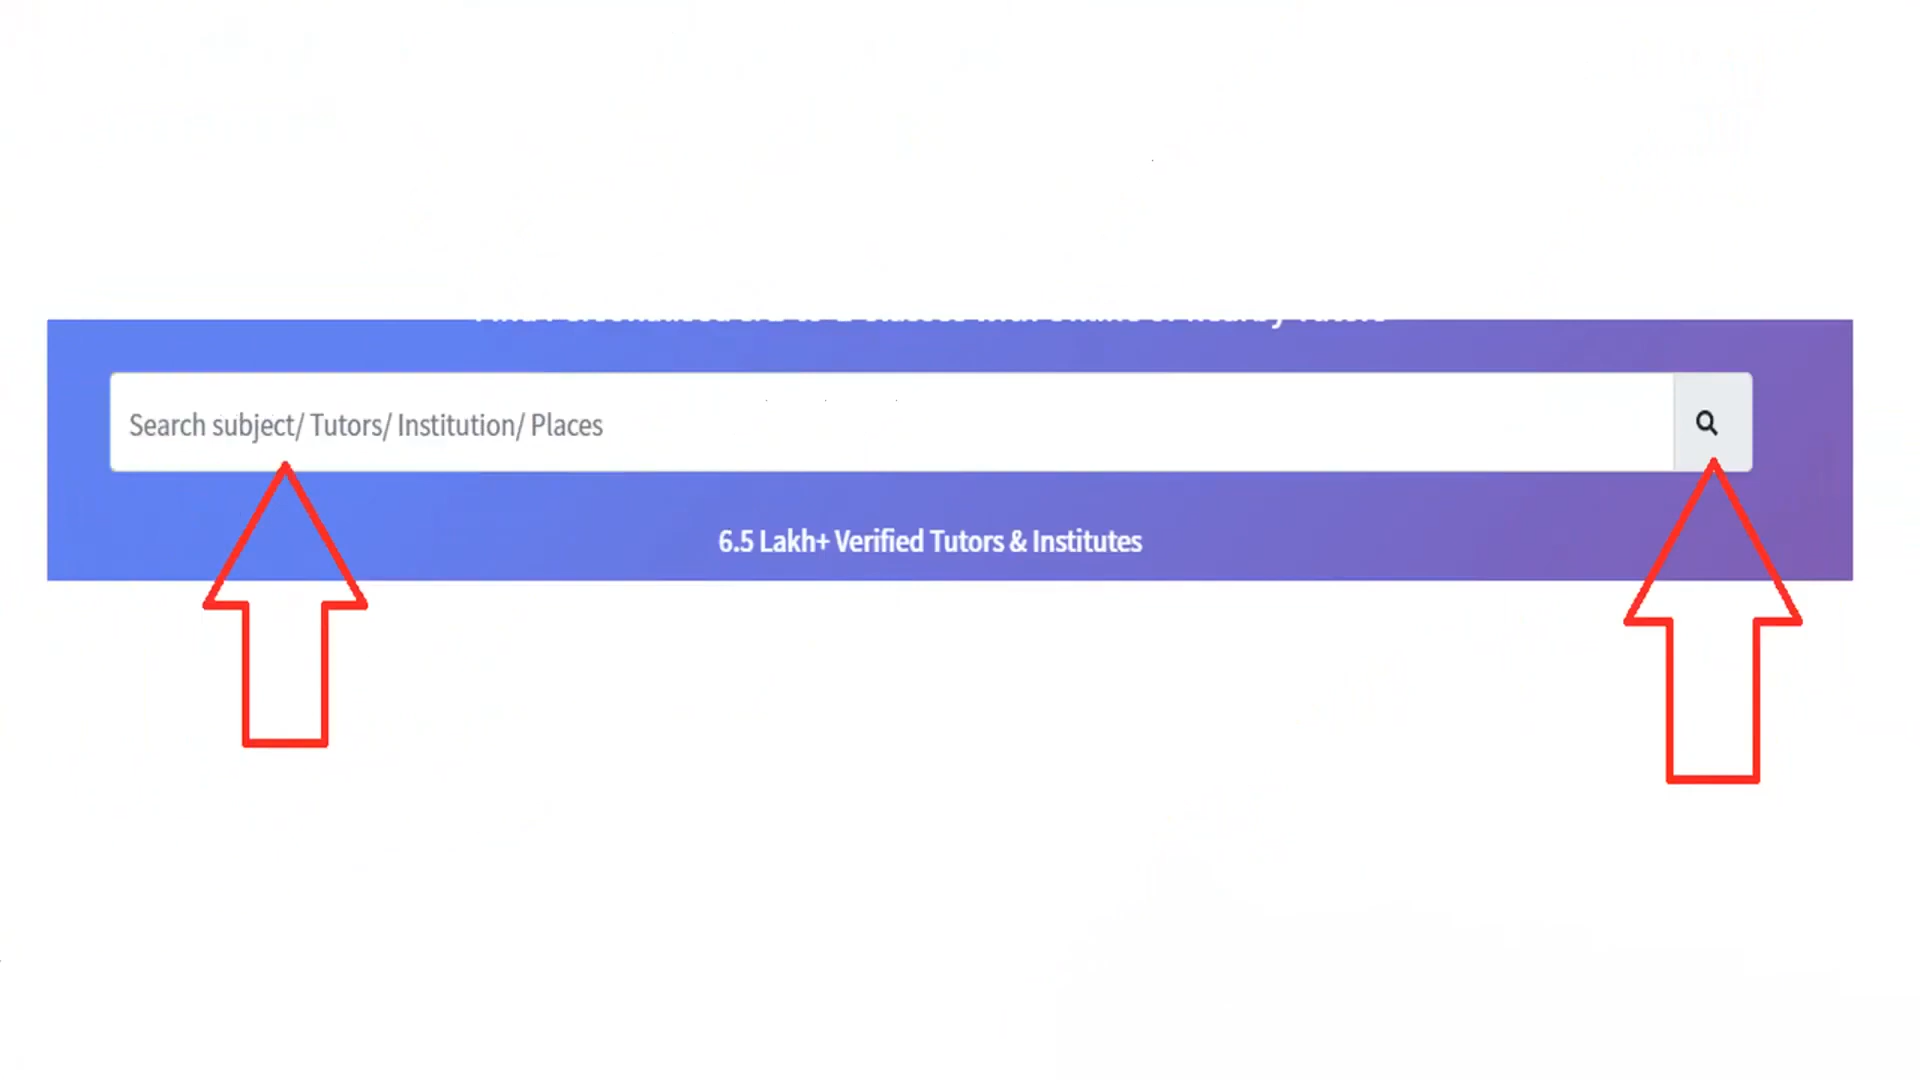 Search subject/ Tutors/ Institution/ Places
6.5 Lakh+ Verified Tutors & Institutes